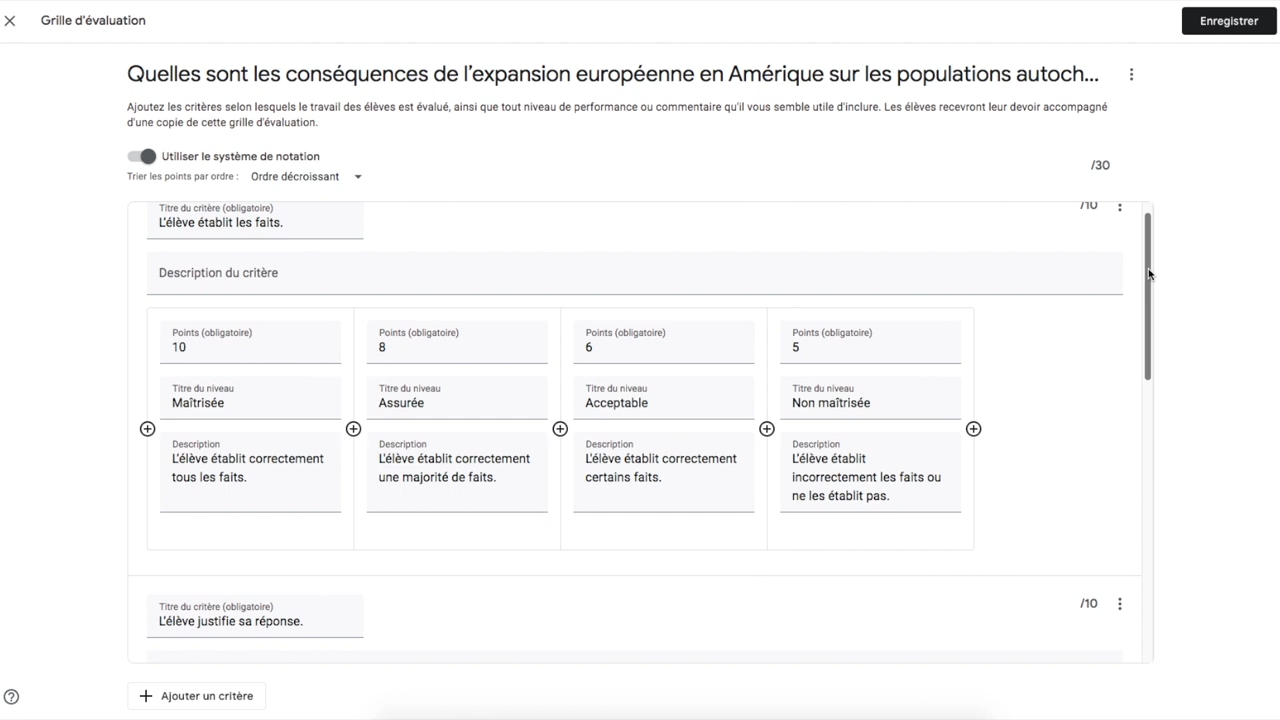 Grille d'évaluation
Enregistrer
Quelles sont les conséquences de l'expansion européenne en Amérique sur les populations autoch...
Ajoutez les critères selon lesquels le travail des élèves est évalué, ainsi que tout niveau de performance ou commentaire qu'il vous semble utile d'inclure. Les élèves recevront leur devoir accompagné
d'une copie de cette grille d'évaluation.
Utiliser le système de notation
/30
Trier les points par ordre : Ordre décroissant
Titre du critère (obligatoire)
/10
L'élève établit les faits.
Description du critère
Points (obligatoire)
10
Titre du niveau
Maîtrisée
Description
L'élève établit correctement
tous les faits.
Points (obligatoire)
8
Titre du niveau
Assurée
Description
L'élève établit correctement
une majorité de faits.
Points (obligatoire)
6
Titre du niveau
Acceptable
Description
L'élève établit correctement
certains faits.
Points (obligatoire)
5
Titre du niveau
Non maîtrisée
Description
L'élève établit
incorrectement les faits ou
ne les établit pas.
Titre du critère (obligatoire)
/10
L'élève justifie sa réponse.
Ajouter un critère